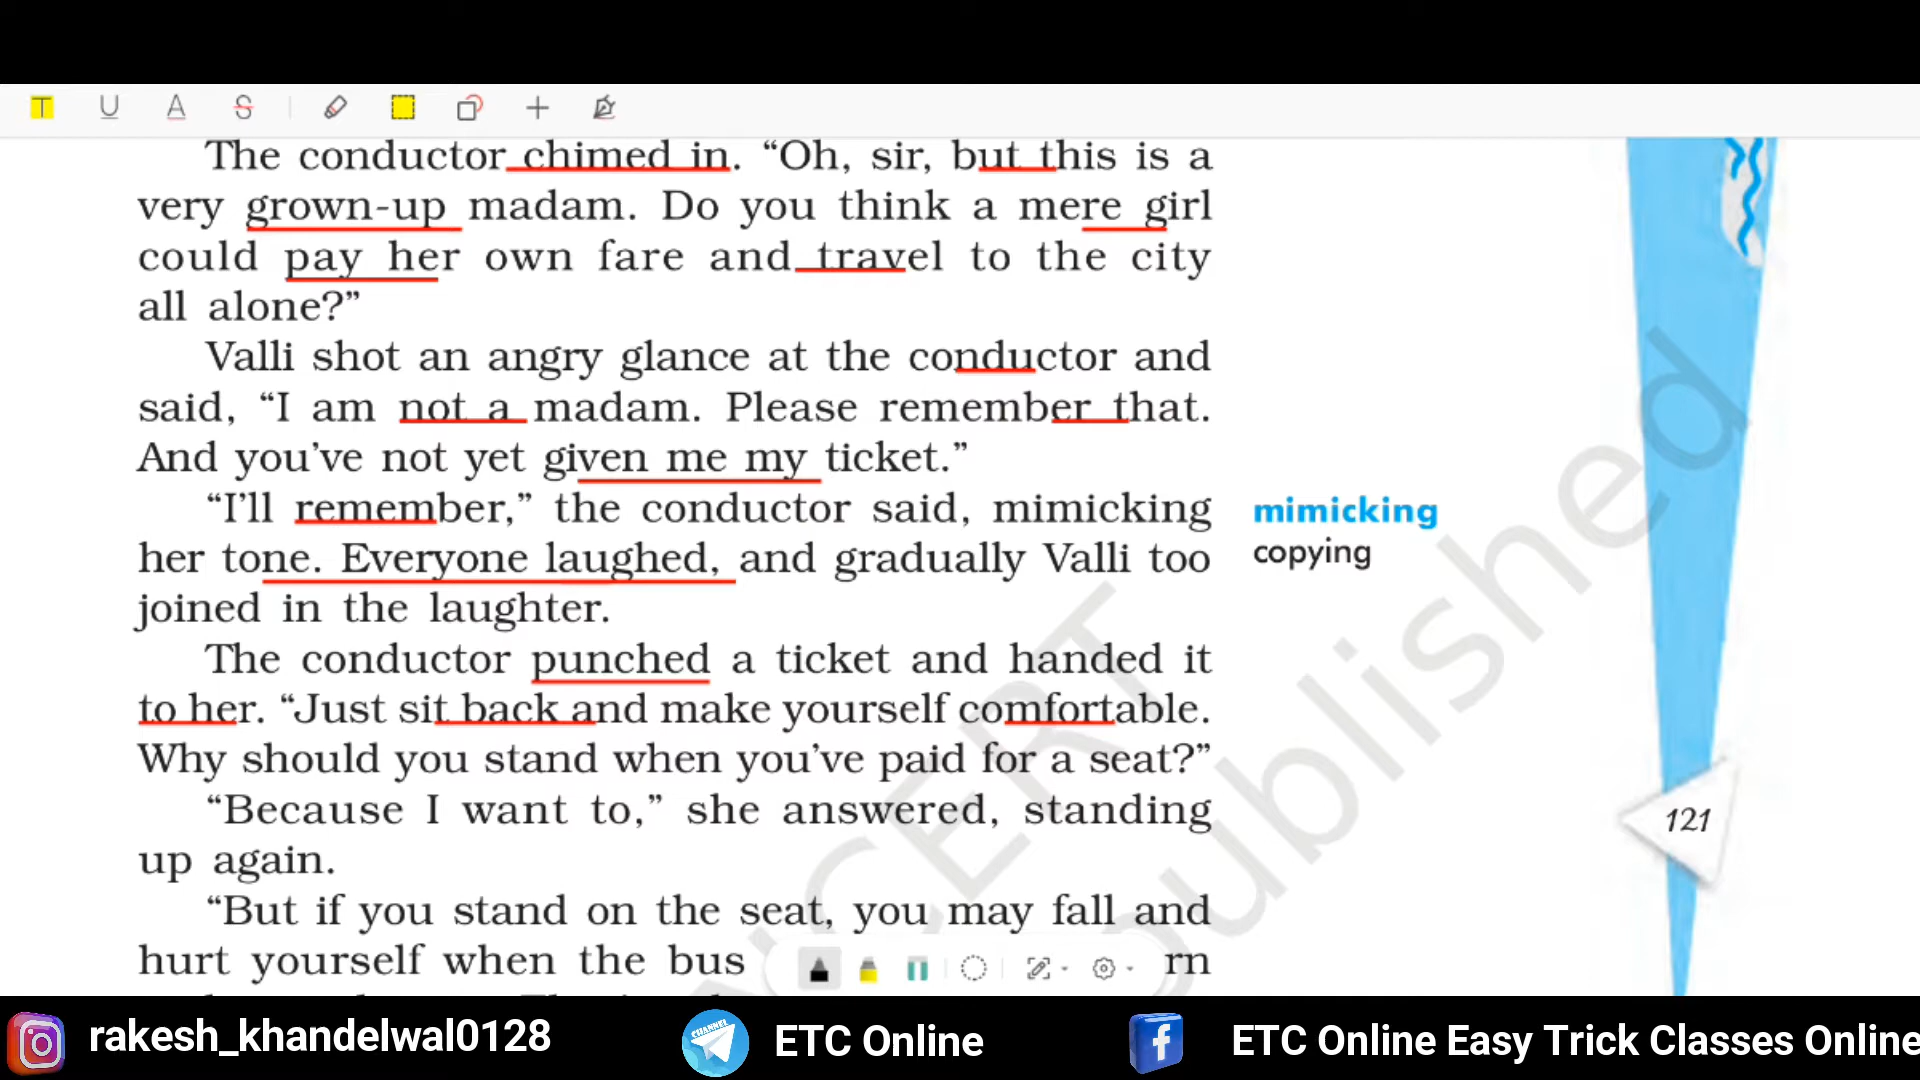 The conductor chimed in. “Oh, sir, but this is a
very grown-up madam. Do you think a mere girl
could pay her own fare and travel to the city
all alone?”
Valli shot an angry glance at the conductor and
said, “I am not a madam. Please remember that.
And you’ve not yet given me my ticket.”
“I’ll remember,” the conductor said, mimicking
her tone. Everyone laughed, and gradually Valli too
joined in the laughter.
mimicking
copying
The conductor punched a ticket and handed it
to her. “Just sit back and make yourself comfortable.
Why should you stand when you’ve paid for a seat?”
“Because I want to,” she answered, standing
up again.
121
“But if you stand on the seat, you may fall and
hurt yourself when the bus rn
NCERT
published
rakesh_khandelwal0128
CHANNEL
ETC Online
ETC Online Easy Trick Classes Online